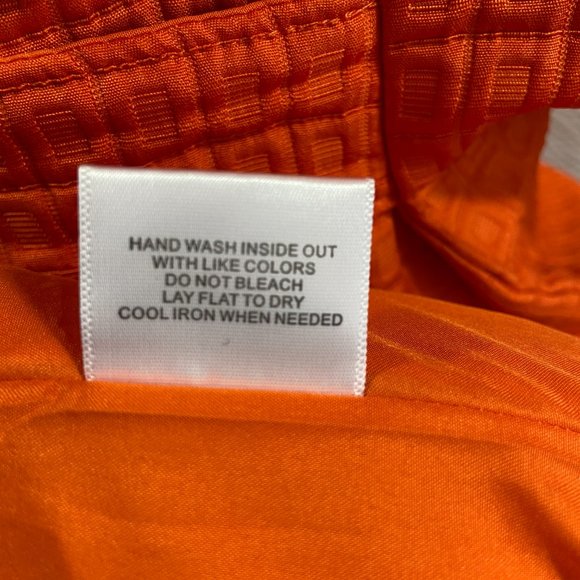 HAND WASH INSIDE OUT
WITH LIKE COLORS
DO NOT BLEACH
LAY FLAT TO DRY
COOL IRON WHEN NEEDED